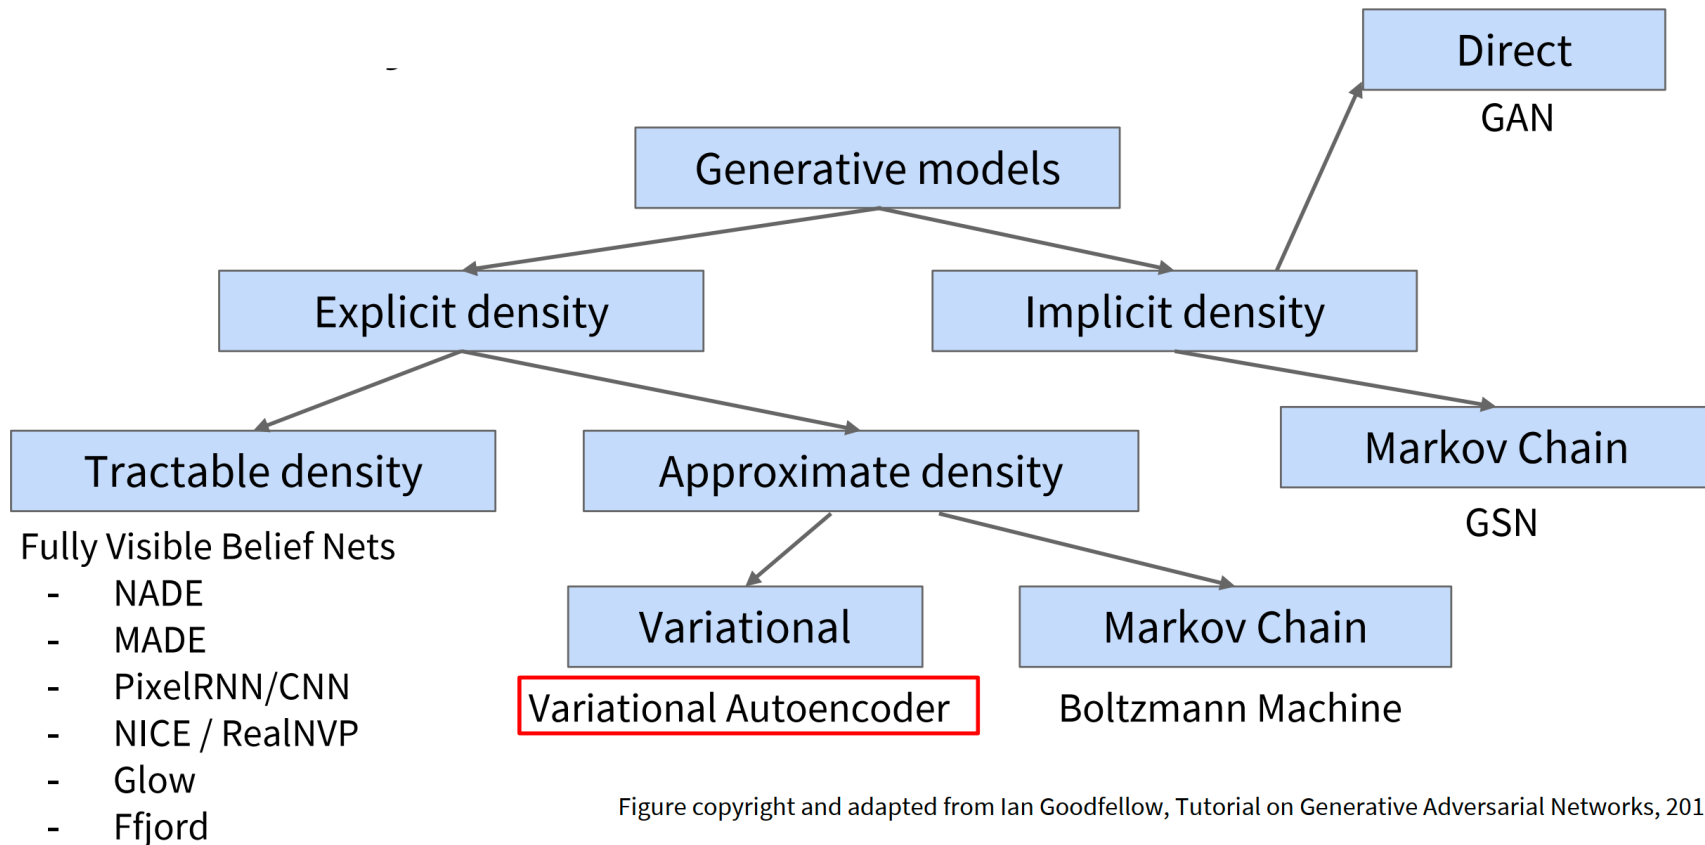 Direct
GAN
Generative models
Explicit density
Implicit density
Tractable density
Approximate density
Markov Chain
GSN
Fully Visible Belief Nets
- NADE
- MADE
- PixelRNN/CNN
- NICE / RealNVP
- Glow
- Ffjord
Variational
Markov Chain
Variational Autoencoder
Boltzmann Machine
Figure copyright and adapted from Ian Goodfellow, Tutorial on Generative Adversarial Networks, 201